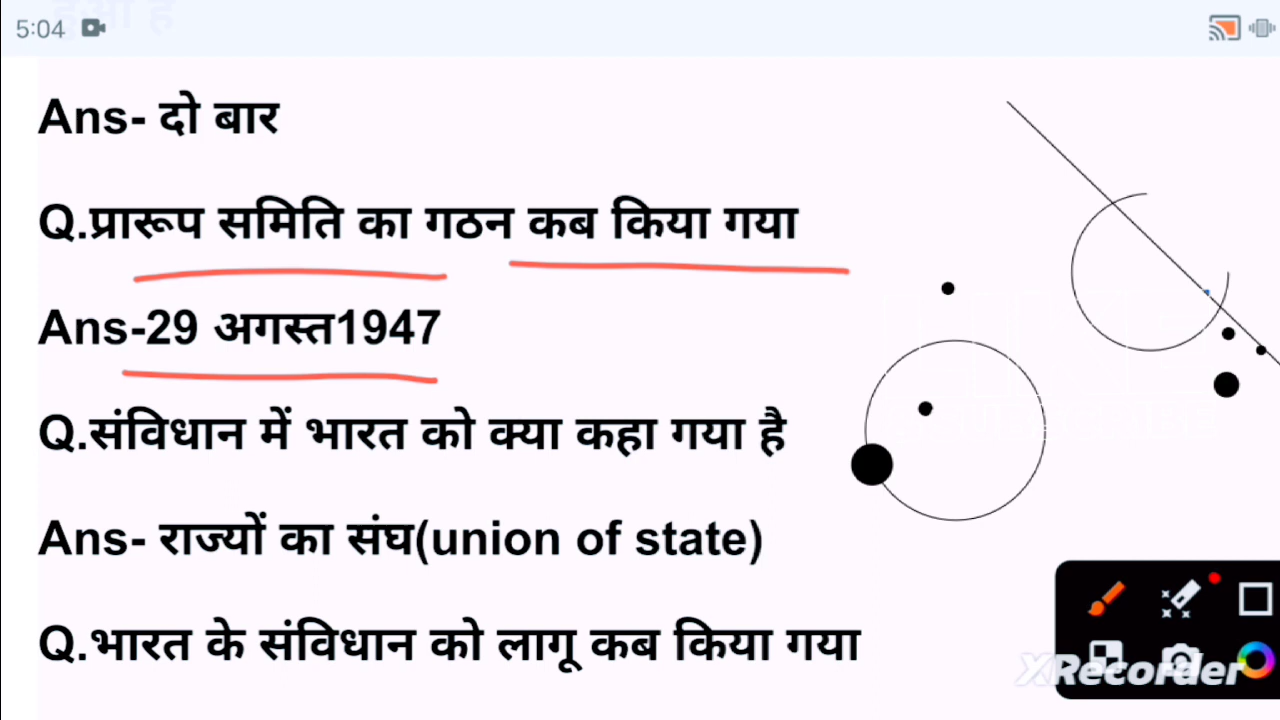 5:04
Ans- दो बार
Q.प्रारूप समिति का गठन कब किया गया
Ans-29 अगस्त1947
Q.संविधान में भारत को क्या कहा गया है
Ans- राज्यों का संघ(union of state)
Q.भारत के संविधान को लागू कब किया गया
XRecorder